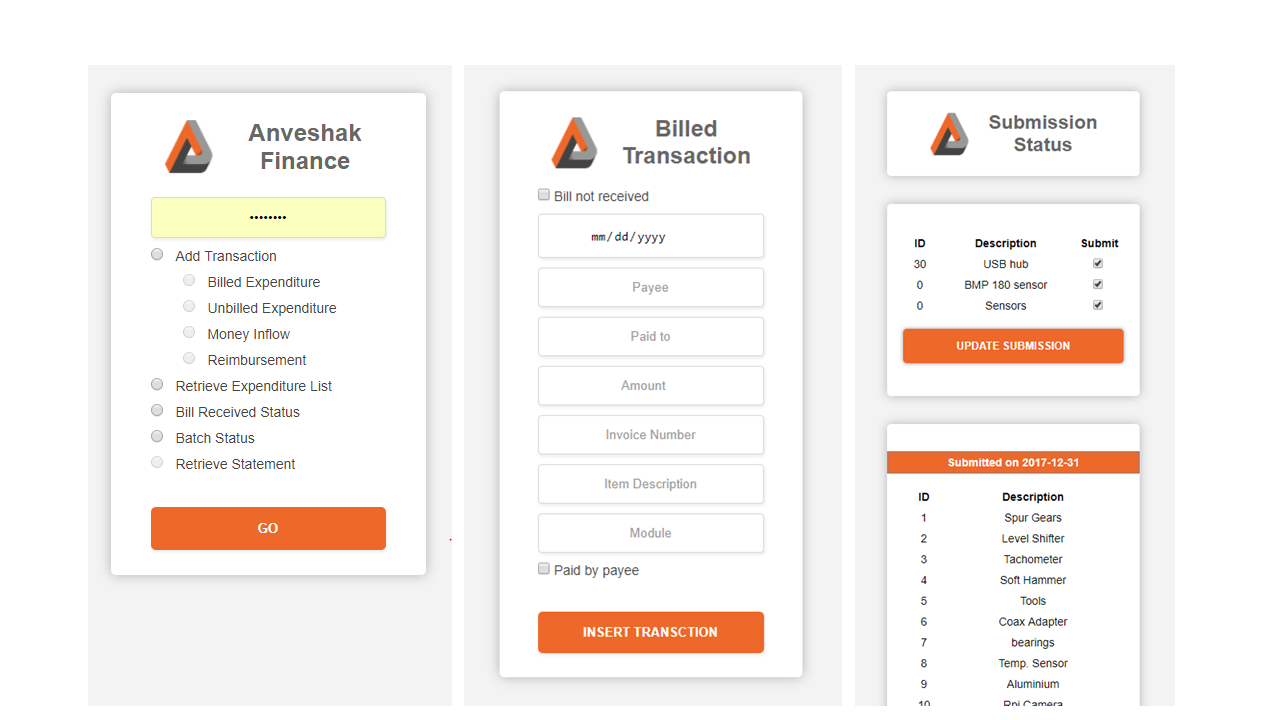 Anveshak
Finance
••••••••
Add Transaction
Billed Expenditure
Unbilled Expenditure
Money Inflow
Reimbursement
Retrieve Expenditure List
Bill Received Status
Batch Status
Retrieve Statement
GO
Billed
Transaction
Bill not received
mm/dd/yyyy
Payee
Paid to
Amount
Invoice Number
Item Description
Module
Paid by payee
INSERT TRANSCTION
Submission
Status
ID Description Submit
30 USB hub
0 BMP 180 sensor
0 Sensors
UPDATE SUBMISSION
Submitted on 2017-12-31
ID Description
1 Spur Gears
2 Level Shifter
3 Tachometer
4 Soft Hammer
5 Tools
6 Coax Adapter
7 bearings
8 Temp. Sensor
9 Aluminium
10 Rpi Camera